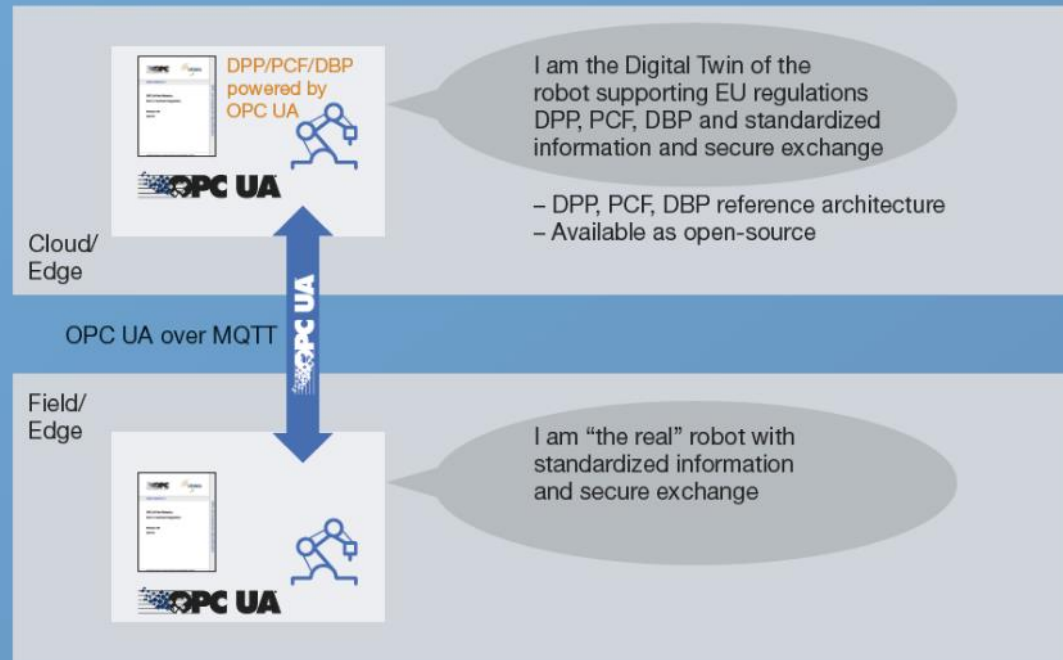 DPP/PCF/DBP
powered by
OPC UA
OPC UA
I am the Digital Twin of the
robot supporting EU regulations
DPP, PCF, DBP and standardized
information and secure exchange
– DPP, PCF, DBP reference architecture
– Available as open-source
Cloud/
Edge
OPC UA over MQTT
OPC UA
Field/
Edge
I am “the real” robot with
standardized information
and secure exchange
OPC UA